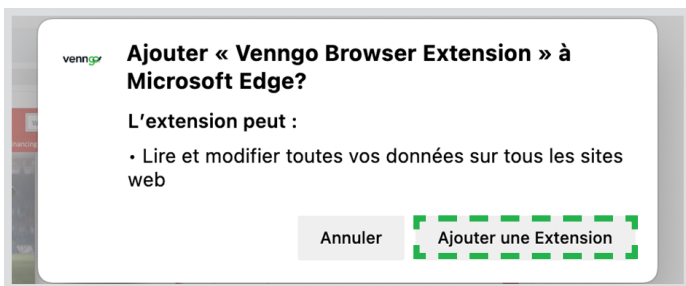 venngo
Ajouter « Venngo Browser Extension » à
Microsoft Edge?
L'extension peut :
• Lire et modifier toutes vos données sur tous les sites
web
Annuler
Ajouter une Extension